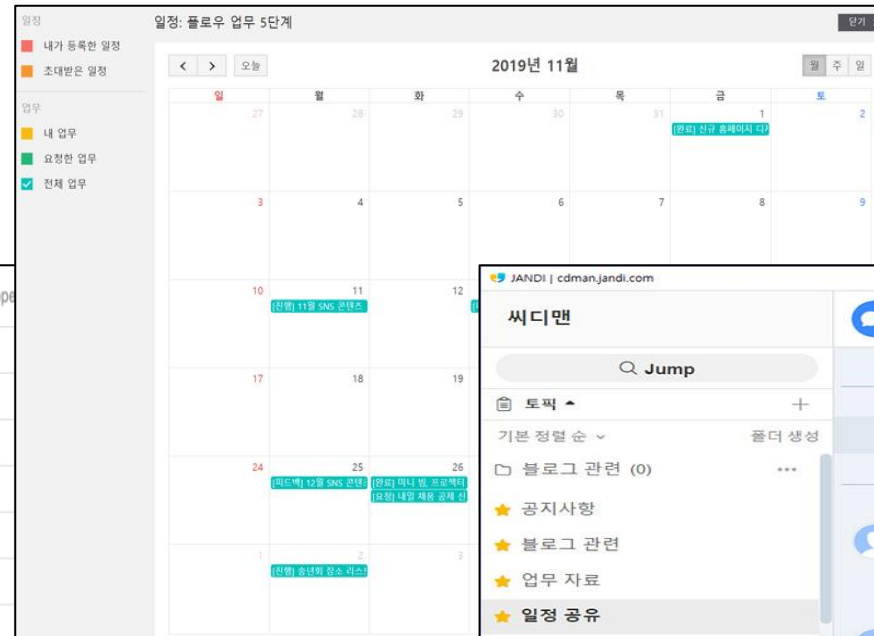 일정
내가 등록한 일정
초대받은 일정
업무
내 업무
요청한 업무
전체 업무
일정: 플로우 업무 5단계
닫기
< > 오늘
2019년 11월
월 주 일
일 월 화 수 목 금 토
27 28 29 30 31 1 2
[완료] 신규 홈페이지
3 4 5 6 7 8 9
10 11 12
[진행] 11월 SNS 콘텐츠
17 18 19
24 25 26
[피드백] 12월 SNS 콘텐츠
[완료] 미니 빔, 프로젝터
[요청] 내일 채용 공제
1 2 3
[진행] 송년회 장소 리스트
JANDI | cdman.jandi.com
씨디맨
Jump
토픽
기본 정렬 순 폴더 생성
블로그 관련 (0)
공지사항
블로그 관련
업무 자료
일정 공유